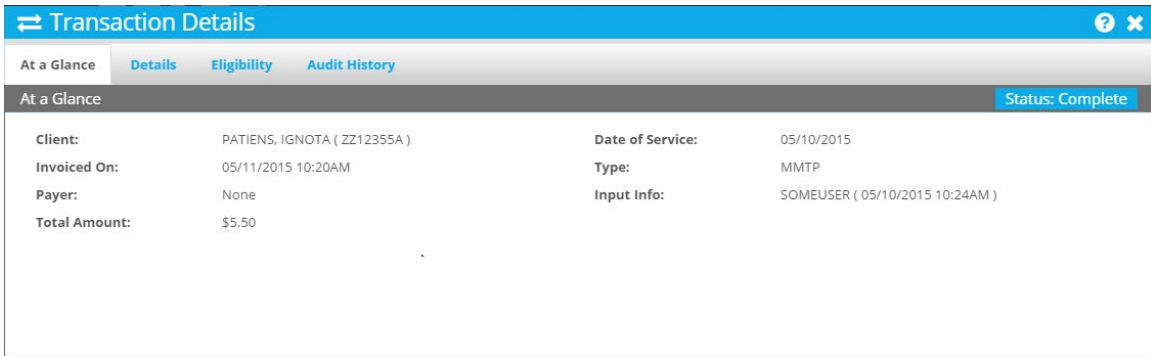 Transaction Details
At a Glance Details Eligibility Audit History
At a Glance Status: Complete
Client: PATIENS, IGNOTA ( ZZ12355A ) Date of Service: 05/10/2015
Invoiced On: 05/11/2015 10:20AM Type: MMTP
Payer: None Input Info: SOMEUSER ( 05/10/2015 10:24AM )
Total Amount: $5.50